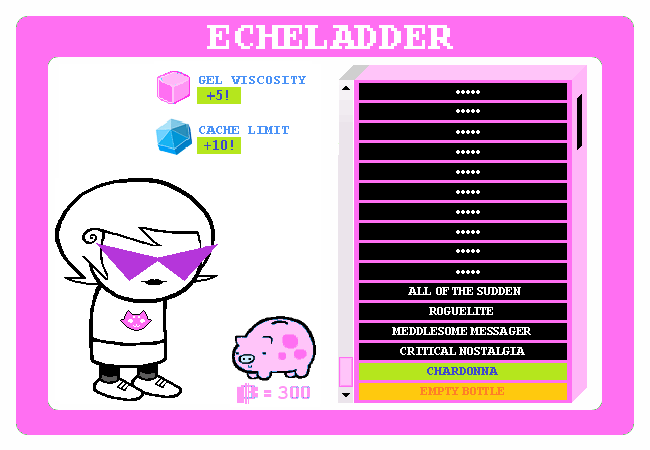 ECHELADDER
GEL VISCOSITY
+5!
CACHE LIMIT
+10!
•••••
•••••
•••••
•••••
•••••
•••••
•••••
•••••
•••••
•••••
ALL OF THE SUDDEN
ROGUELITE
MEDDLESOME MESSAGER
CRITICAL NOSTALGIA
CHARDONNA
EMPTY BOTTLE
= 300